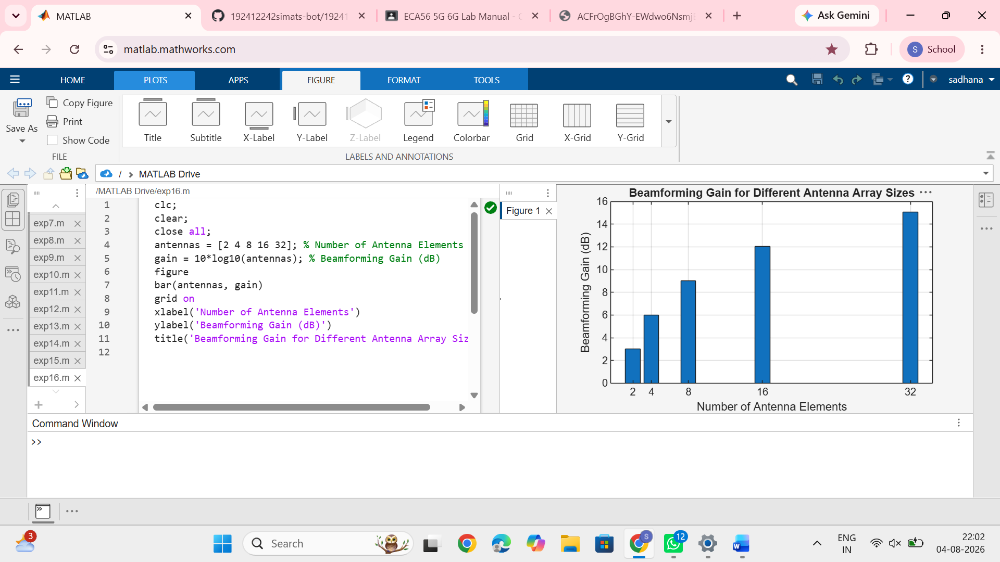 MATLAB
192412242simats-bot/19241
ECA56 5G 6G Lab Manual -
ACFrOgBGhY-EWdwo6Nsmj
Ask Gemini
matlab.mathworks.com
S
School
HOME
PLOTS
APPS
FIGURE
FORMAT
TOOLS
sadhana
Save As
Copy Figure
Print
Show Code
FILE
Title
Subtitle
X-Label
Y-Label
Z-Label
Legend
Colorbar
Grid
X-Grid
Y-Grid
LABELS AND ANNOTATIONS
/ > MATLAB Drive
/MATLAB Drive/exp16.m
exp7.m
exp8.m
exp9.m
exp10.m
exp11.m
exp12.m
exp13.m
exp14.m
exp15.m
exp16.m
1 clc;
2 clear;
3 close all;
4 antennas = [2 4 8 16 32]; % Number of Antenna Elements
5 gain = 10*log10(antennas); % Beamforming Gain (dB)
6 figure
7 bar(antennas, gain)
8 grid on
9 xlabel('Number of Antenna Elements')
10 ylabel('Beamforming Gain (dB)')
11 title('Beamforming Gain for Different Antenna Array Siz
12
Figure 1
Beamforming Gain for Different Antenna Array Sizes
Beamforming Gain (dB)
16
14
12
10
8
6
4
2
0
2 4 8 16 32
Number of Antenna Elements
Command Window
>>
3
Search
S
12
W
ENG
IN
22:02
04-08-2026